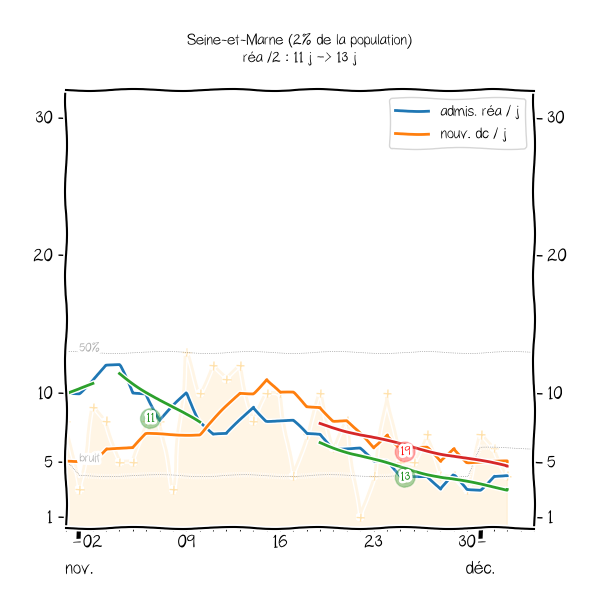 Seine-et-Marne (2% de la population)
réa /2 : 11 j -> 13 j
admis. réa / j
nouv. dc / j
30
30
20
20
50%
10
10
11
19
bruit
5
5
13
1
1
02
09
16
23
30
nov.
déc.